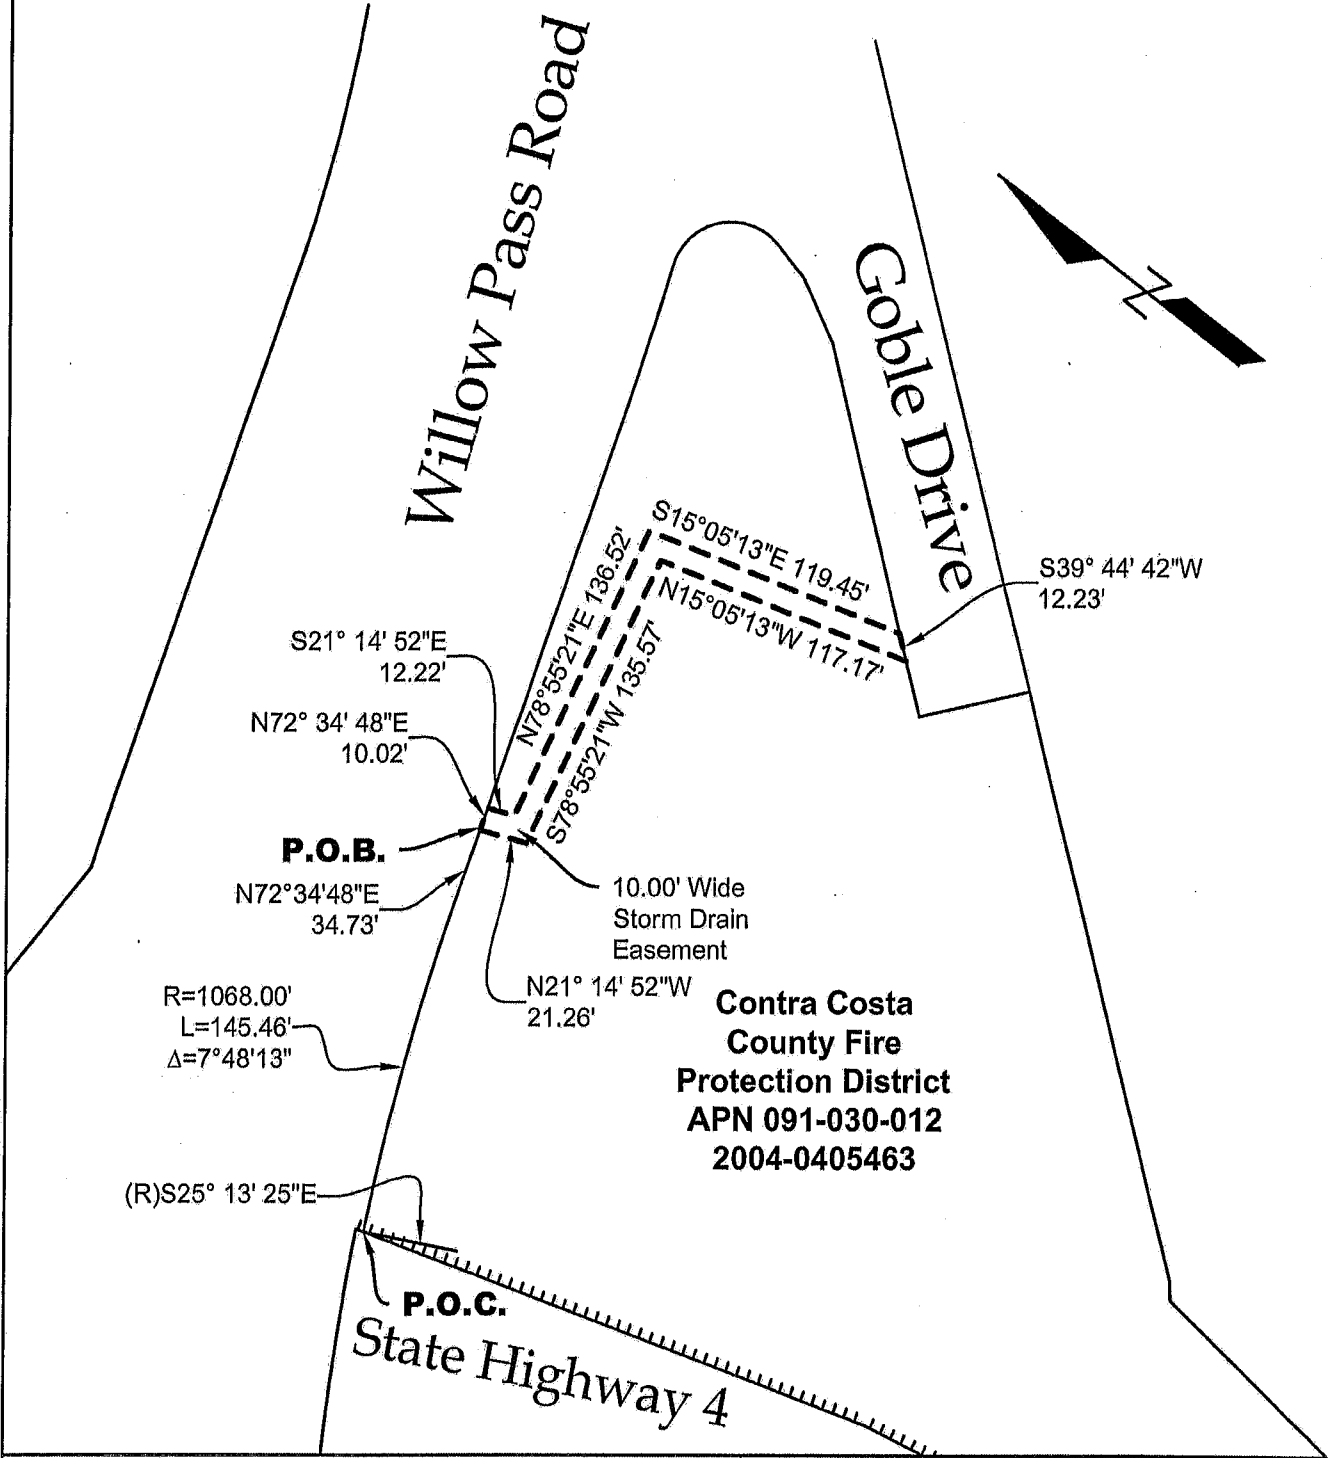 Willow Pass Road
Goble Drive
S15°05'13"E 119.45'
N15°05'13"W 117.17'
S39° 44' 42"W
12.23'
N78°55'21"E 136.52'
S78°55'21"W 135.57'
S21° 14' 52"E
12.22'
N72° 34' 48"E
10.02'
P.O.B.
N72°34'48"E
34.73'
10.00' Wide
Storm Drain
Easement
N21° 14' 52"W
21.26'
R=1068.00'
L=145.46'
Δ=7°48'13"
Contra Costa
County Fire
Protection District
APN 091-030-012
2004-0405463
(R)S25° 13' 25"E
P.O.C.
State Highway 4